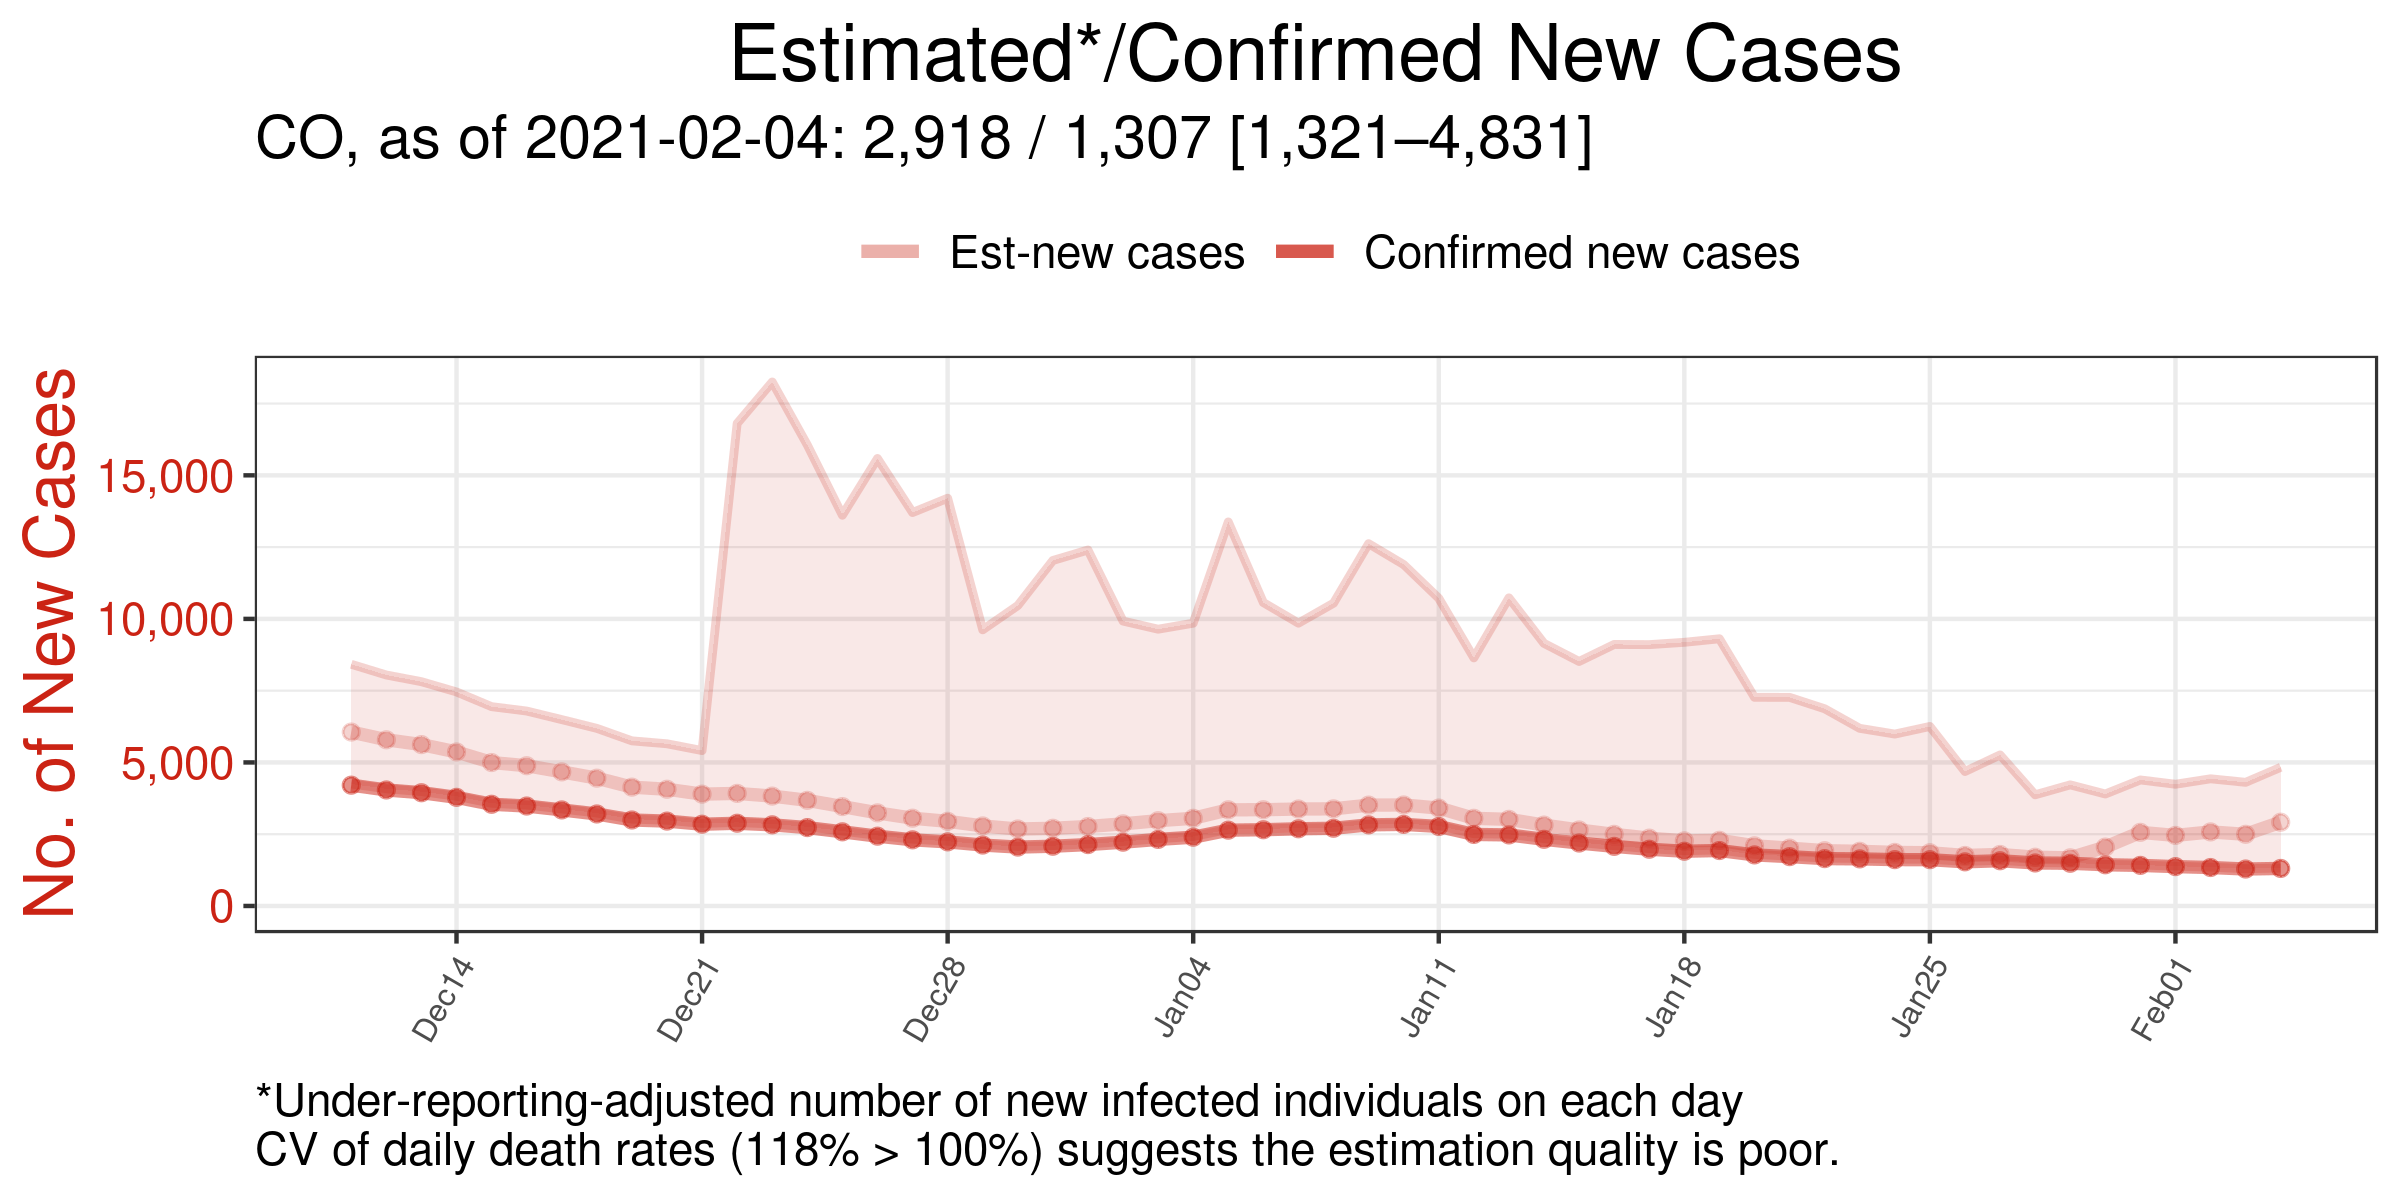 Estimated*/Confirmed New Cases
CO, as of 2021-02-04: 2,918 / 1,307 [1,321–4,831]
Est-new cases
Confirmed new cases
No. of New Cases
15,000
10,000
5,000
0
Dec14
Dec21
Dec28
Jan04
Jan11
Jan18
Jan25
Feb01
*Under-reporting-adjusted number of new infected individuals on each day
CV of daily death rates (118% > 100%) suggests the estimation quality is poor.